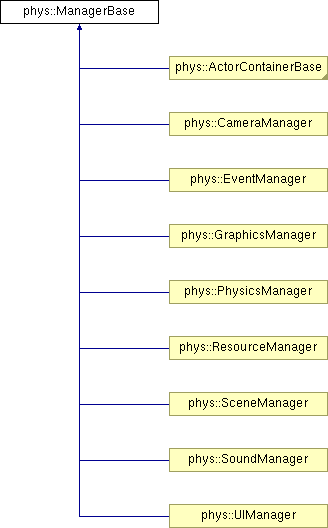 phys::ManagerBase
phys::ActorContainerBase
phys::CameraManager
phys::EventManager
phys::GraphicsManager
phys::PhysicsManager
phys::ResourceManager
phys::SceneManager
phys::SoundManager
phys::UIManager